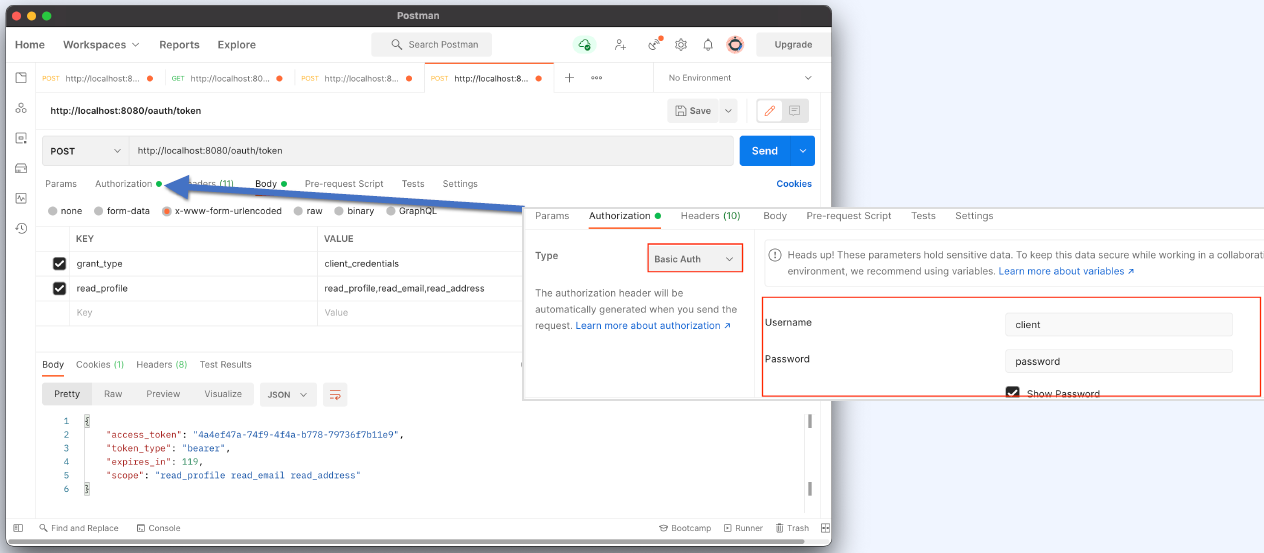 Postman
Home Workspaces Reports Explore Search Postman Upgrade
POST http://localhost:8... GET http://localhost:80... POST http://localhost:8... POST http://localhost:8... No Environment
http://localhost:8080/oauth/token Save
POST http://localhost:8080/oauth/token Send
Params Authorization (11) Body Pre-request Script Tests Settings Cookies
none form-data x-www-form-urlencoded raw binary GraphQL
KEY VALUE
grant_type client_credentials
read_profile read_profile,read_email,read_address
Key Value
Params Authorization Headers (10) Body Pre-request Script Tests Settings
Type Basic Auth
The authorization header will be
automatically generated when you send the
request. Learn more about authorization ↗
Heads up! These parameters hold sensitive data. To keep this data secure while working in a collaborati
environment, we recommend using variables. Learn more about variables ↗
Username client
Password password
Show Password
Body Cookies (1) Headers (8) Test Results
Pretty Raw Preview Visualize JSON
1 {
2 "access_token": "4a4ef47a-74f9-4f4a-b778-79736f7b11e9",
3 "token_type": "bearer",
4 "expires_in": 119,
5 "scope": "read_profile read_email read_address"
6 }
Find and Replace Console Bootcamp Runner Trash